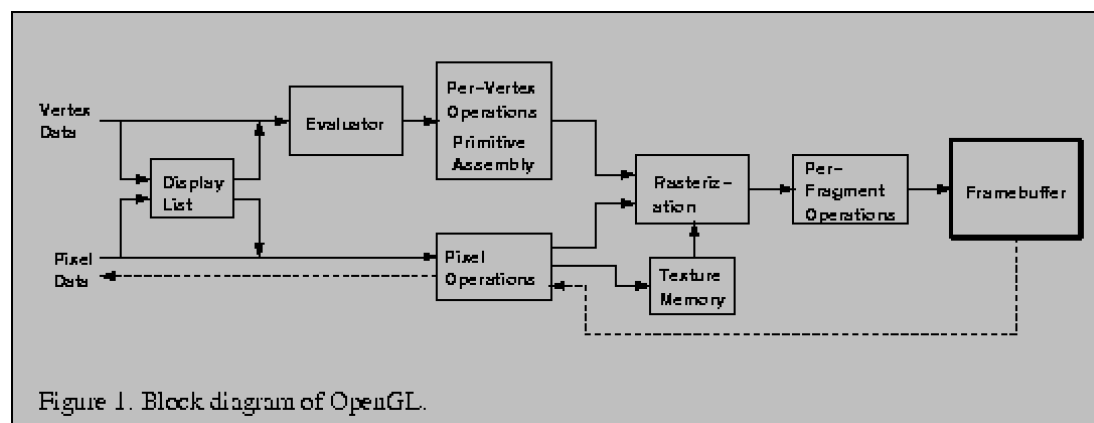 Vertex
Data
Evaluator
Per-Vertex
Operations
Primitive
Assembly
Display
List
Rasteriz-
ation
Per-
Fragment
Operations
Framebuffer
Pixel
Data
Pixel
Operations
Texture
Memory
Figure 1. Block diagram of OpenGL.